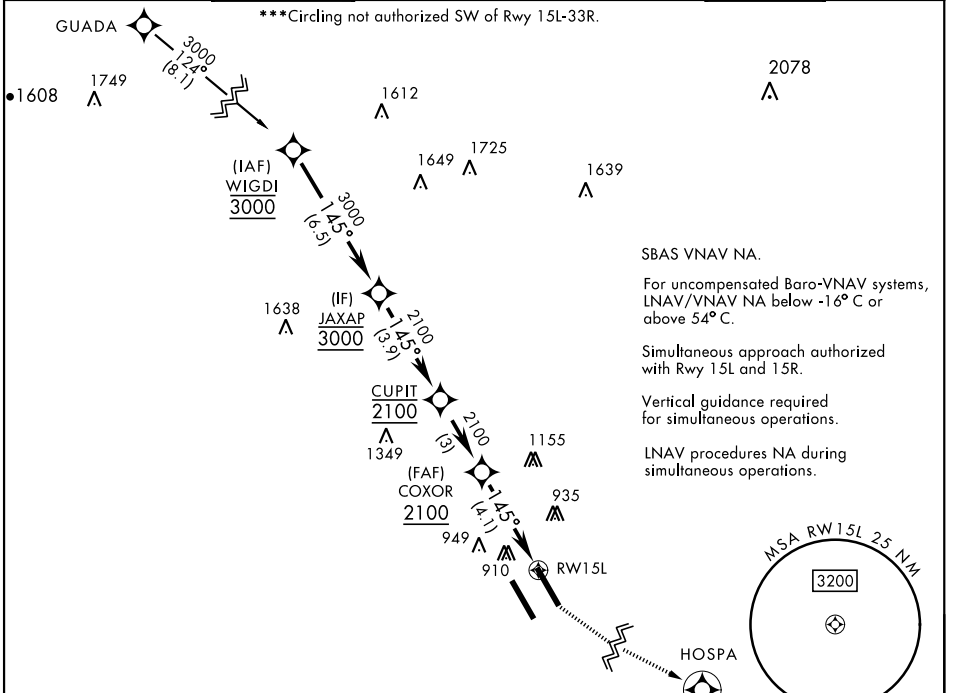 ***Circling not authorized SW of Rwy 15L-33R.
GUADA
3000
124°
(8.1)
1608
1749
1612
2078
1649
1725
1639
(IAF)
WIGDI
3000
3000
145°
(6.5)
SBAS VNAV NA.
For uncompensated Baro-VNAV systems,
LNAV/VNAV NA below -16° C or
above 54° C.
Simultaneous approach authorized
with Rwy 15L and 15R.
Vertical guidance required
for simultaneous operations.
LNAV procedures NA during
simultaneous operations.
1638
(IF)
JAXAP
3000
2100
145°
(3.9)
CUPIT
2100
1349
2100
(3)
1155
(FAF)
COXOR
2100
935
145°
(4.1)
949
910
RW15L
MSA RW15L 25 NM
3200
HOSPA